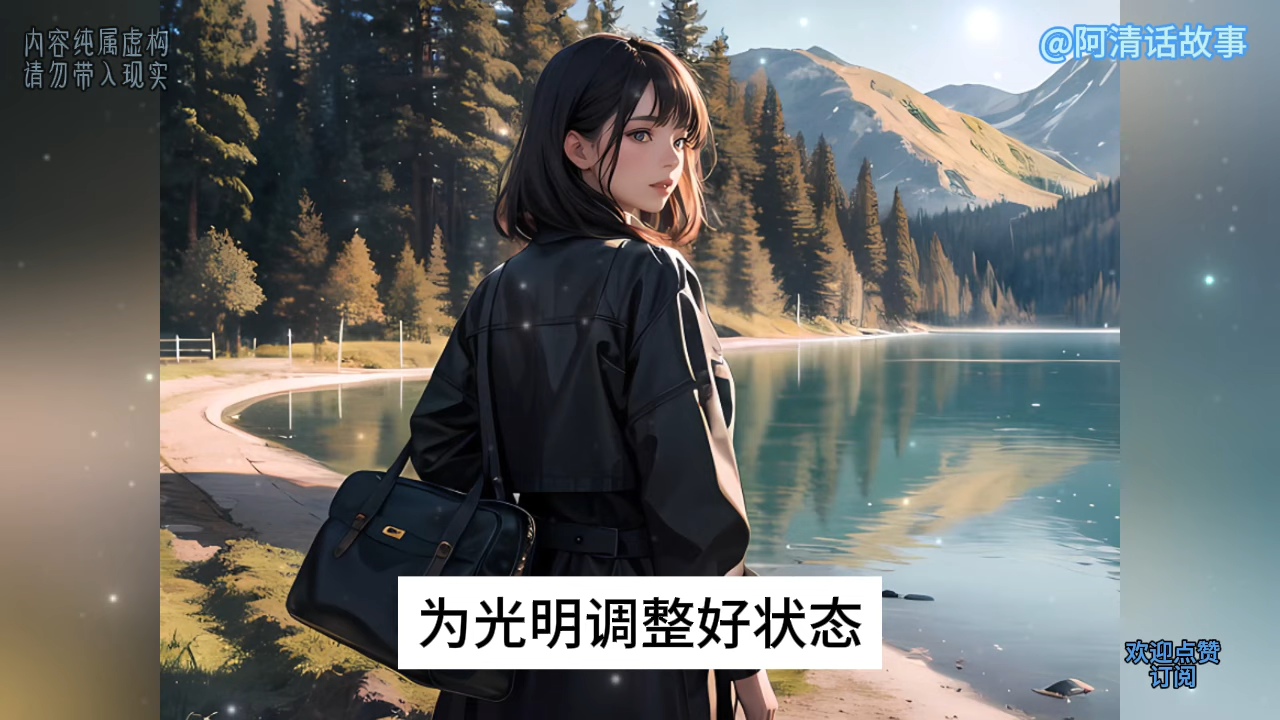 内容纯属虚构
请勿带入现实
@阿清话故事
为光明调整好状态
欢迎点赞
订阅